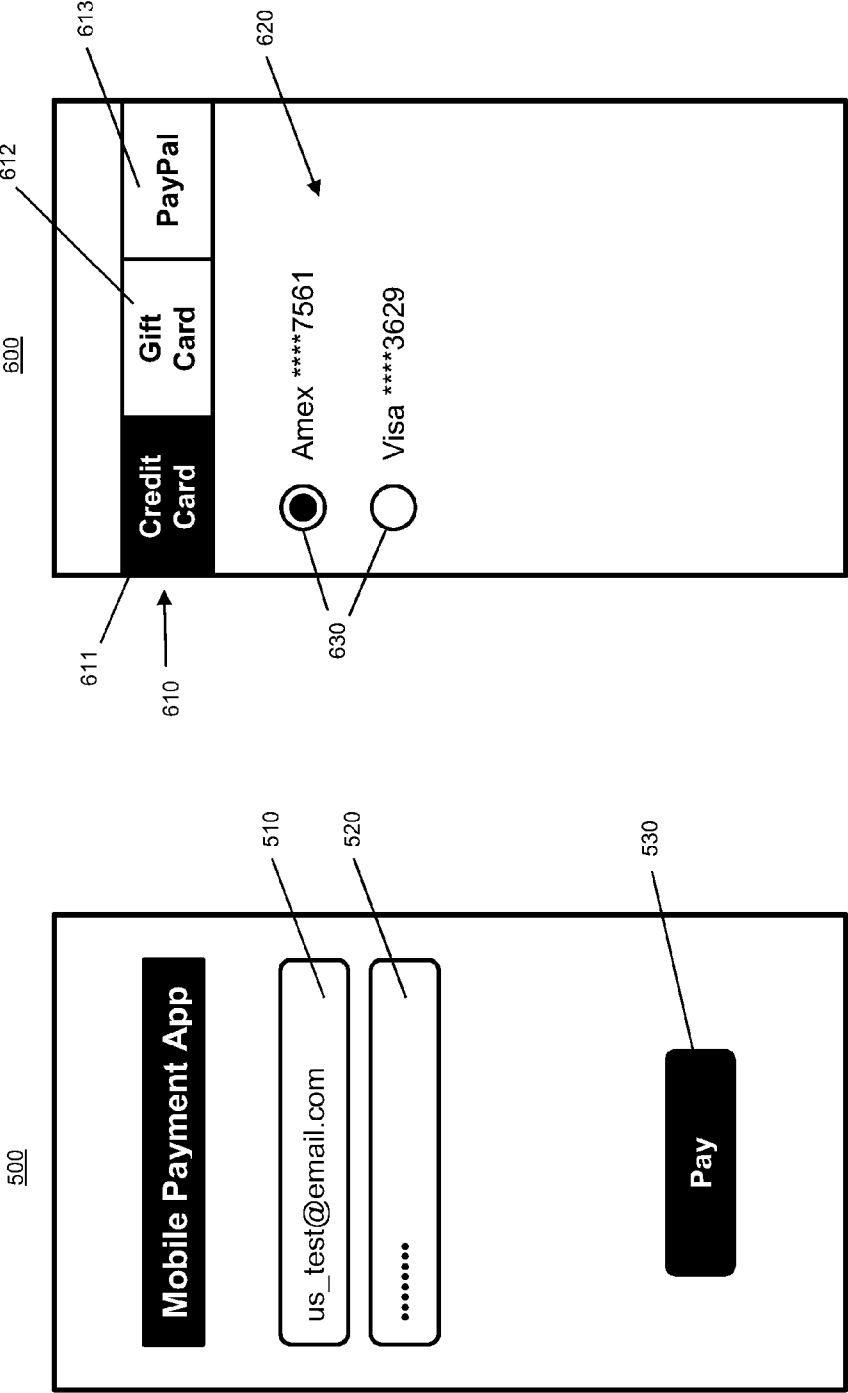 500
Mobile Payment App
us_test@email.com
••••••••
Pay
510
520
530
600
Credit
Card
Gift
Card
PayPal
Amex ****7561
Visa ****3629
610
611
612
613
620
630